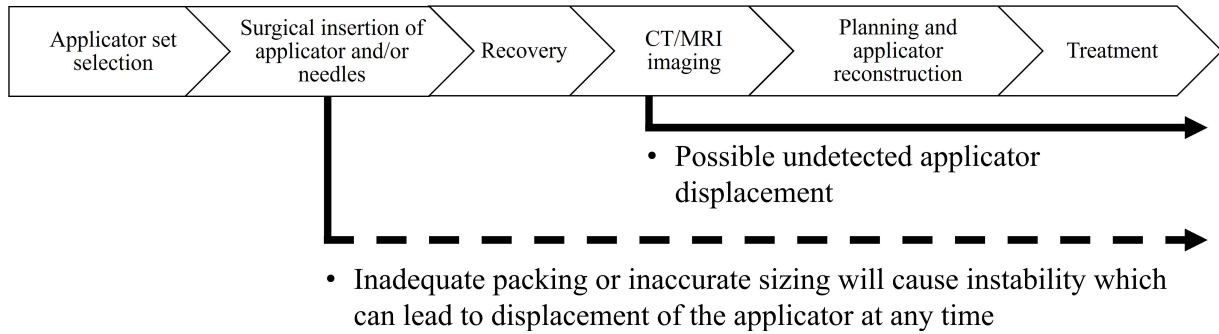 Applicator set
selection
Surgical insertion of
applicator and/or
needles
Recovery
CT/MRI
imaging
Planning and
applicator
reconstruction
Treatment
• Possible undetected applicator
displacement
• Inadequate packing or inaccurate sizing will cause instability which
can lead to displacement of the applicator at any time